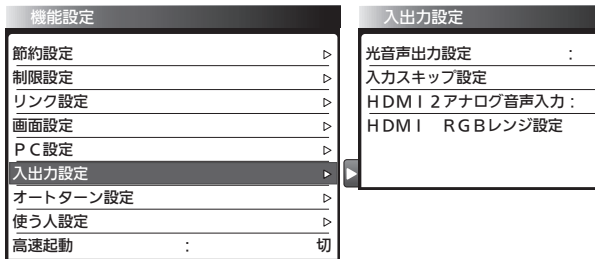 機能設定
節約設定
制限設定
リンク設定
画面設定
ＰＣ設定
入出力設定
オートターン設定
使う人設定
高速起動　：　切
入出力設定
光音声出力設定　：
入力スキップ設定
ＨＤＭＩ２アナログ音声入力：
ＨＤＭＩ　ＲＧＢレンジ設定